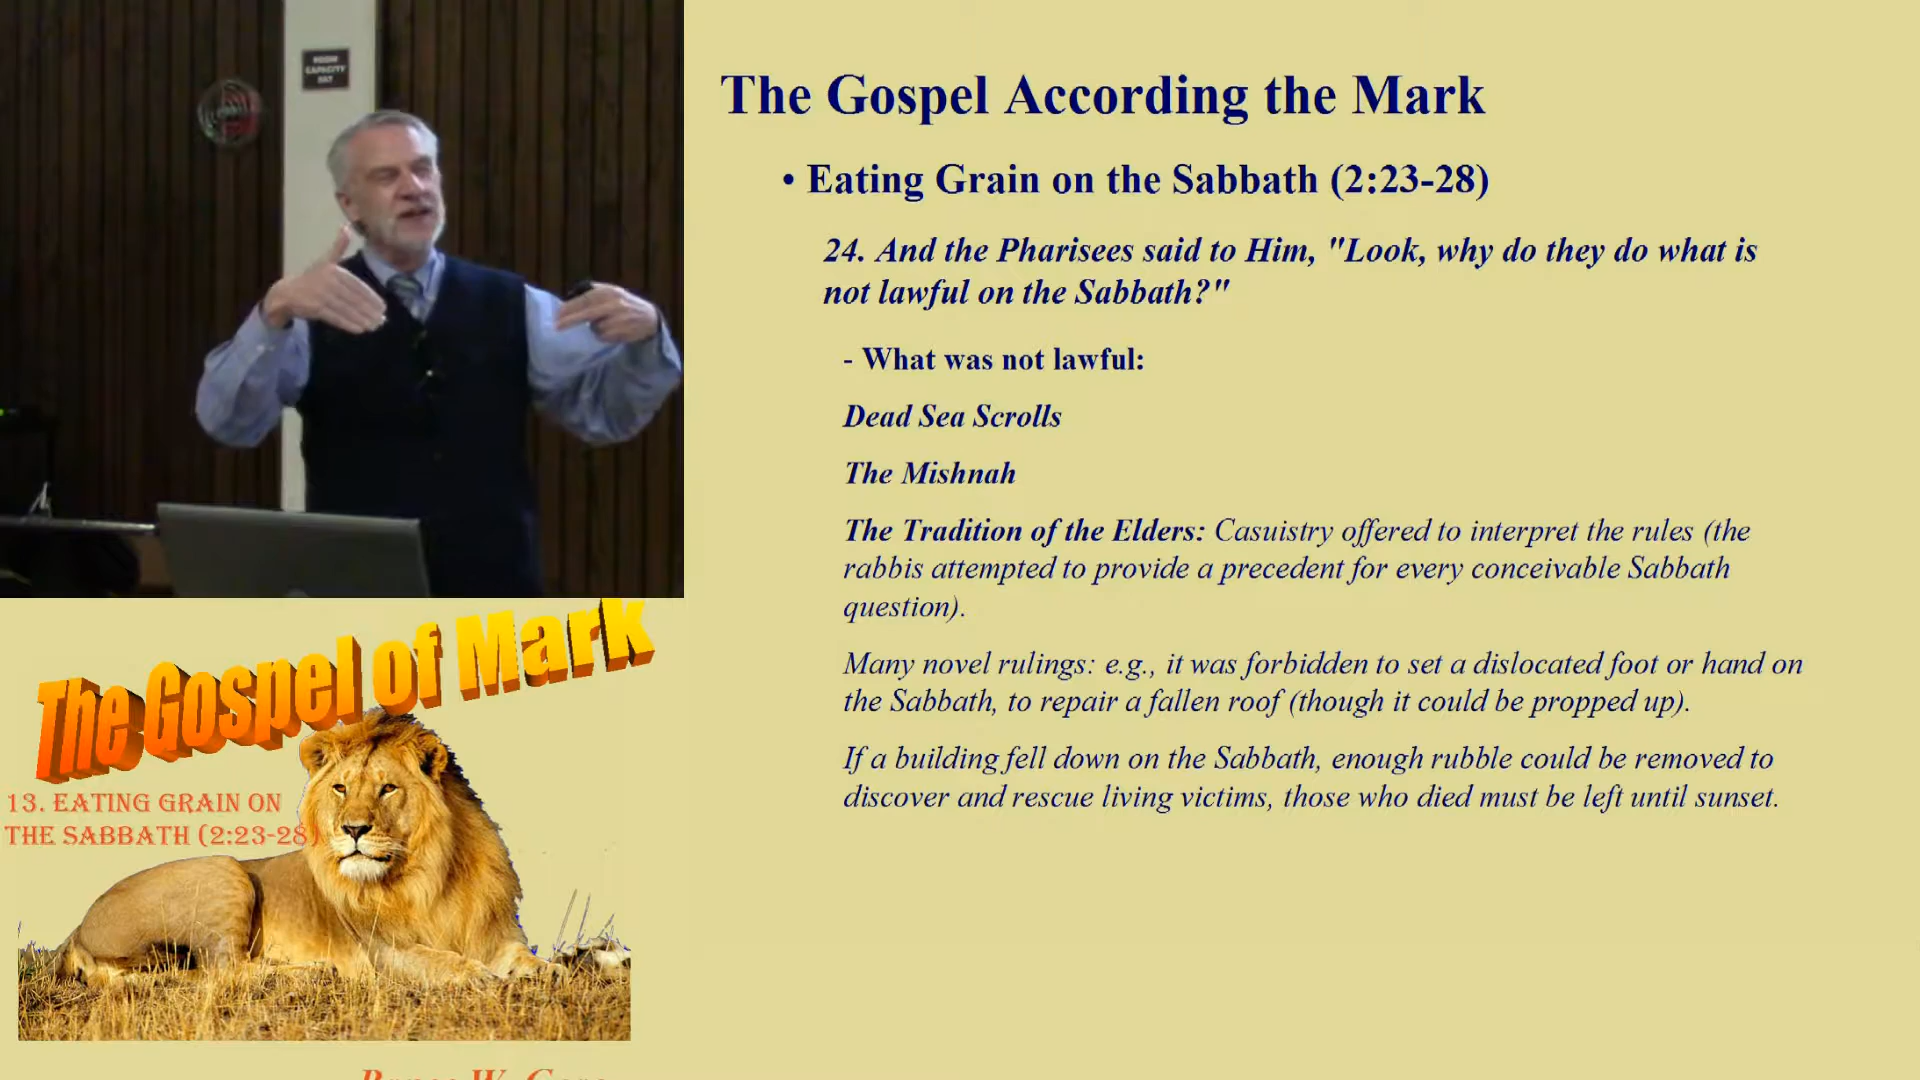 ROOM
CAPACITY
The Gospel According the Mark
• Eating Grain on the Sabbath (2:23-28)
24. And the Pharisees said to Him, "Look, why do they do what is
not lawful on the Sabbath?"
- What was not lawful:
Dead Sea Scrolls
The Mishnah
The Tradition of the Elders: Casuistry offered to interpret the rules (the
rabbis attempted to provide a precedent for every conceivable Sabbath
question).
Many novel rulings: e.g., it was forbidden to set a dislocated foot or hand on
the Sabbath, to repair a fallen roof (though it could be propped up).
If a building fell down on the Sabbath, enough rubble could be removed to
discover and rescue living victims, those who died must be left until sunset.
The Gospel of Mark
13. EATING GRAIN ON
THE SABBATH (2:23-28)
Bruce W. Gore